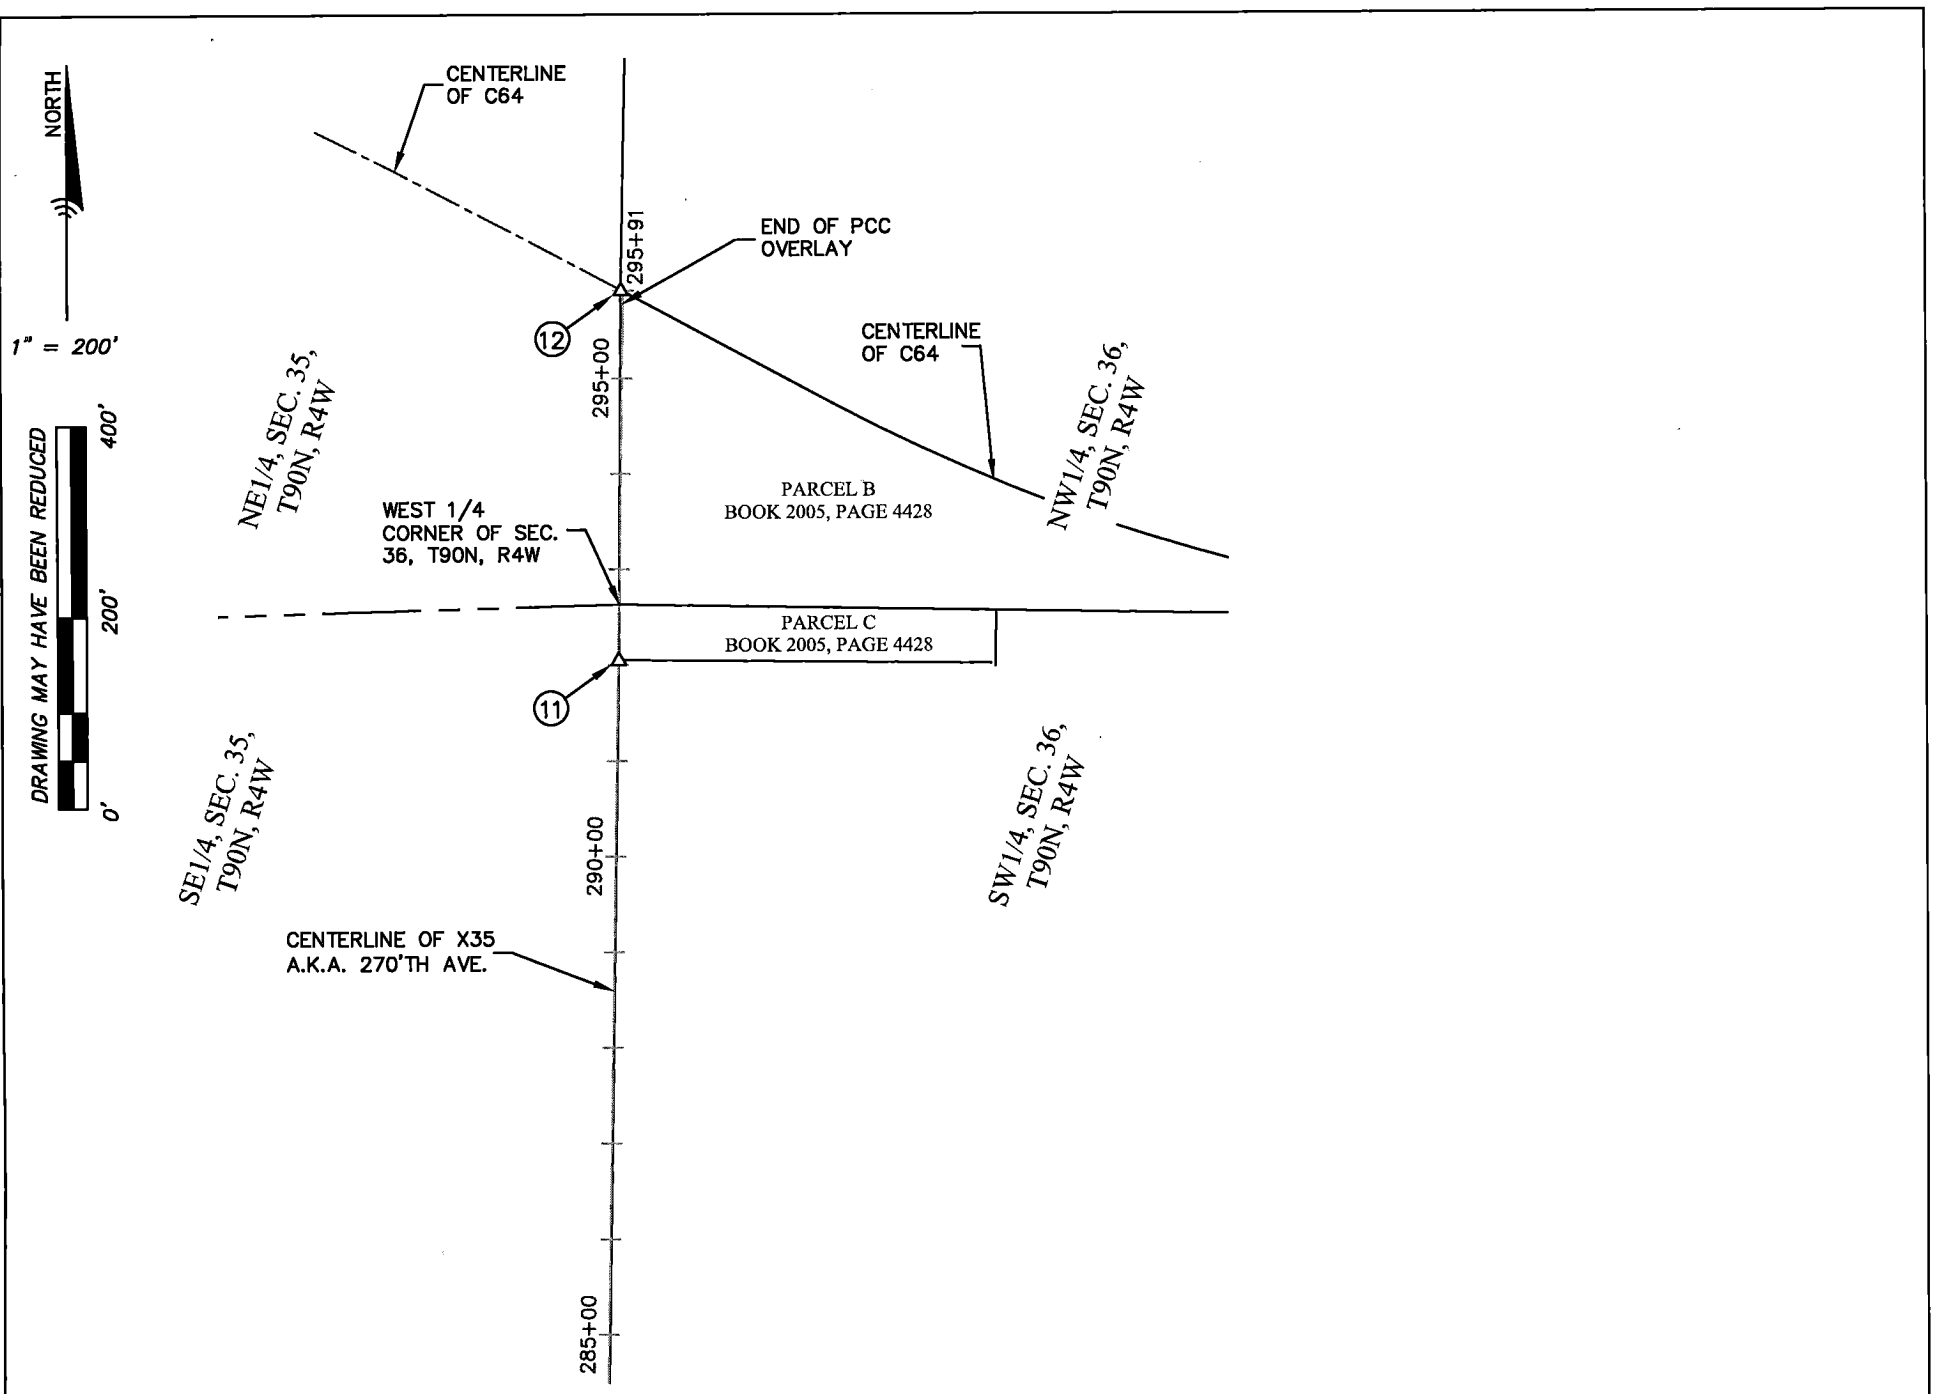 NORTH
1" = 200'
DRAWING MAY HAVE BEEN REDUCED
400'
200'
0'
CENTERLINE
OF C64
295+91
END OF PCC
OVERLAY
12
295+00
CENTERLINE
OF C64
NE1/4, SEC. 35,
T90N, R4W
NW1/4, SEC. 36,
T90N, R4W
PARCEL B
BOOK 2005, PAGE 4428
WEST 1/4
CORNER OF SEC.
36, T90N, R4W
PARCEL C
BOOK 2005, PAGE 4428
11
SE1/4, SEC. 35,
T90N, R4W
SW1/4, SEC. 36,
T90N, R4W
290+00
CENTERLINE OF X35
A.K.A. 270'TH AVE.
285+00